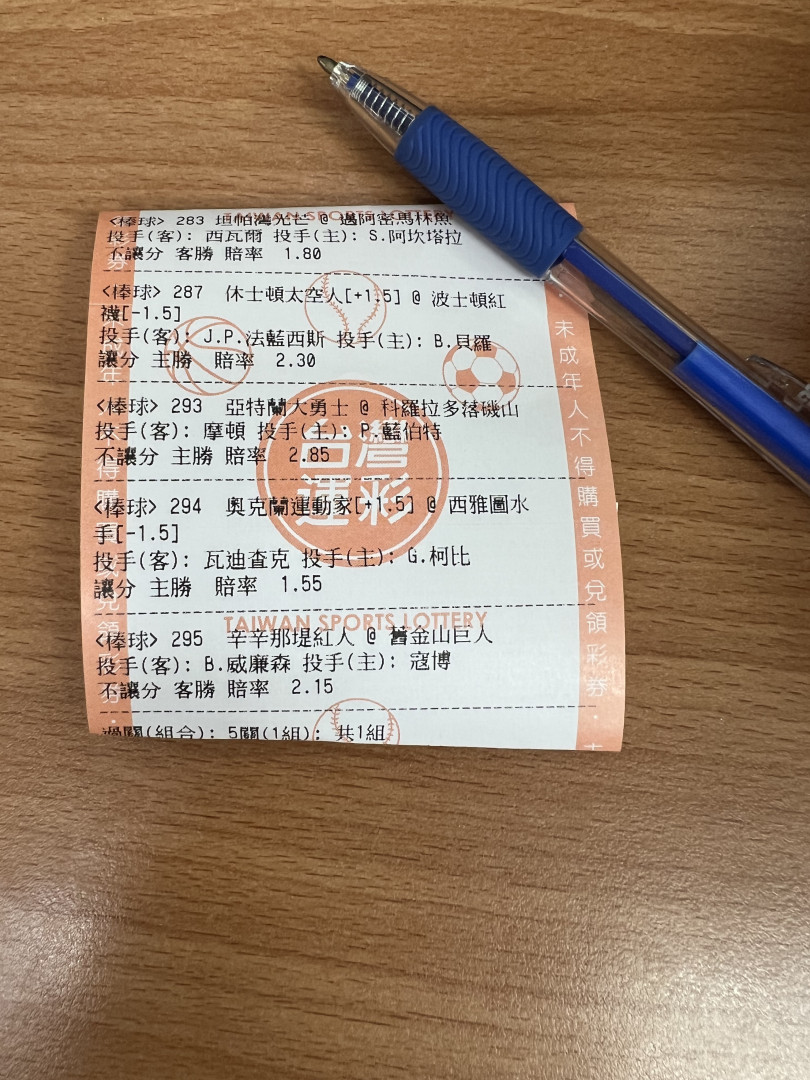 TAIWAN SPORTS LOTTERY
<棒球> 283 坦帕灣光芒 @ 邁阿密馬林魚
投手(客): 西瓦爾 投手(主): S.阿坎塔拉
不讓分 客勝 賠率 1.80
<棒球> 287 休士頓太空人[+1.5] @ 波士頓紅
襪[-1.5]
投手(客): J.P.法藍西斯 投手(主): B.貝羅
讓分 主勝 賠率 2.30
<棒球> 293 亞特蘭大勇士 @ 科羅拉多落磯山
投手(客): 摩頓 投手(主): P.藍伯特
不讓分 主勝 賠率 2.85
<棒球> 294 奧克蘭運動家[+1.5] @ 西雅圖水
手[-1.5]
投手(客): 瓦迪查克 投手(主): G.柯比
讓分 主勝 賠率 1.55
<棒球> 295 辛辛那堤紅人 @ 舊金山巨人
投手(客): B.威廉森 投手(主): 寇博
不讓分 客勝 賠率 2.15
過關(組合): 5關(1組): 共1組
台灣
運彩
TAIWAN SPORTS LOTTERY
未成年人不得購買或兌領彩券.